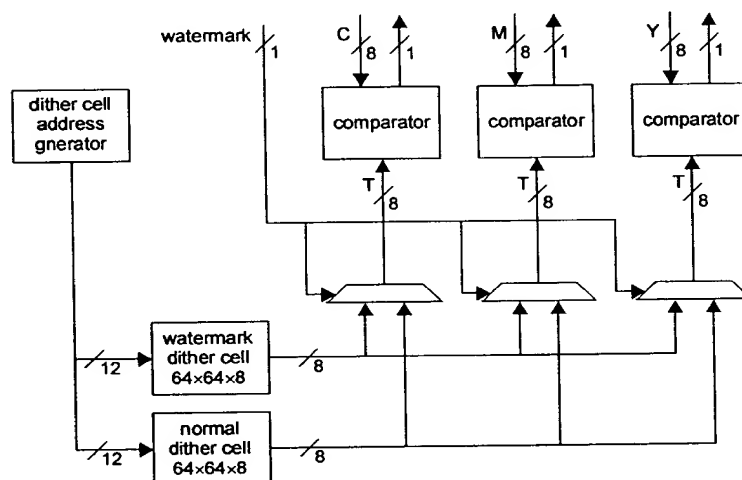 watermark
1
C
8
1
M
8
1
Y
8
1
dither cell
address
gnerator
comparator
comparator
comparator
T
8
T
8
T
8
watermark
dither cell
64×64×8
12
8
normal
dither cell
64×64×8
12
8